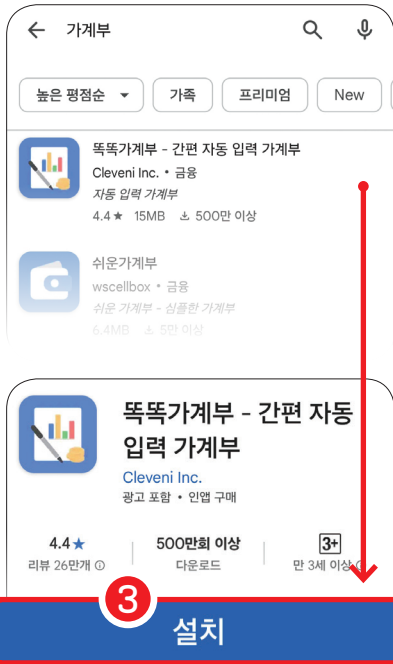 가계부
높은 평점순
가족
프리미엄
New
똑똑가계부 - 간편 자동 입력 가계부
Cleveni Inc. • 금융
자동 입력 가계부
4.4★ 15MB 500만 이상
쉬운가계부
wscellbox • 금융
쉬운 가계부 - 심플한 가계부
6.4MB 5만 이상
똑똑가계부 - 간편 자동
입력 가계부
Cleveni Inc.
광고 포함 • 인앱 구매
4.4★
리뷰 26만개
500만회 이상
다운로드
3+
만 3세 이상
3
설치